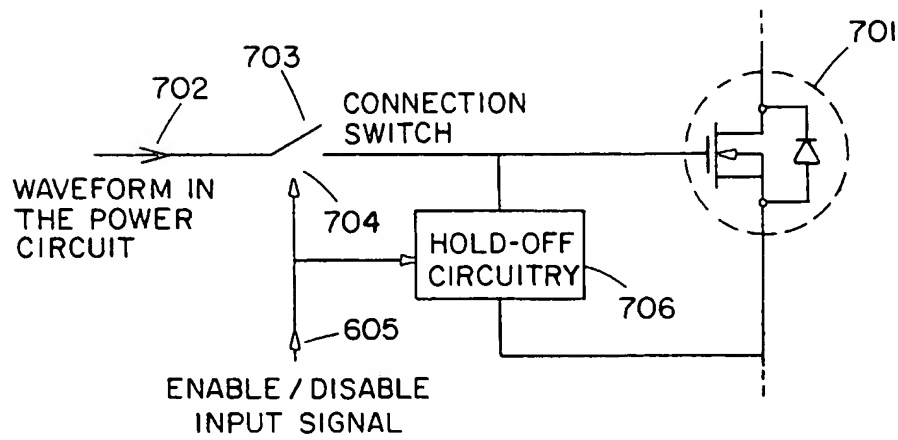 701
703
702
CONNECTION
SWITCH
WAVEFORM IN
THE POWER
CIRCUIT
704
HOLD-OFF
CIRCUITRY
706
605
ENABLE / DISABLE
INPUT SIGNAL